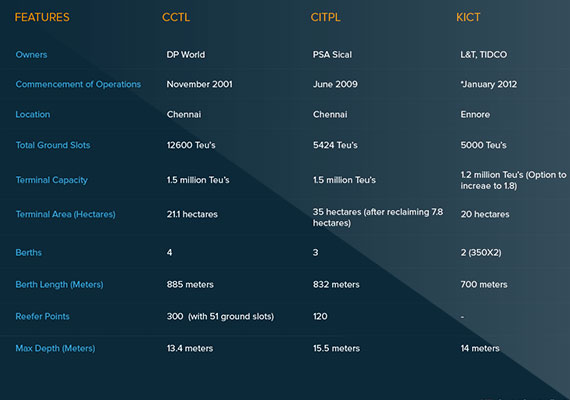 FEATURES CCTL CITPL KICT
Owners DP World PSA Sical L&T, TIDCO
Commencement of Operations November 2001 June 2009 *January 2012
Location Chennai Chennai Ennore
Total Ground Slots 12600 Teu's 5424 Teu's 5000 Teu's
Terminal Capacity 1.5 million Teu's 1.5 million Teu's 1.2 million Teu's (Option to
increae to 1.8)
Terminal Area (Hectares) 21.1 hectares 35 hectares (after reclaiming 7.8
hectares) 20 hectares
Berths 4 3 2 (350X2)
Berth Length (Meters) 885 meters 832 meters 700 meters
Reefer Points 300 (with 51 ground slots) 120 -
Max Depth (Meters) 13.4 meters 15.5 meters 14 meters